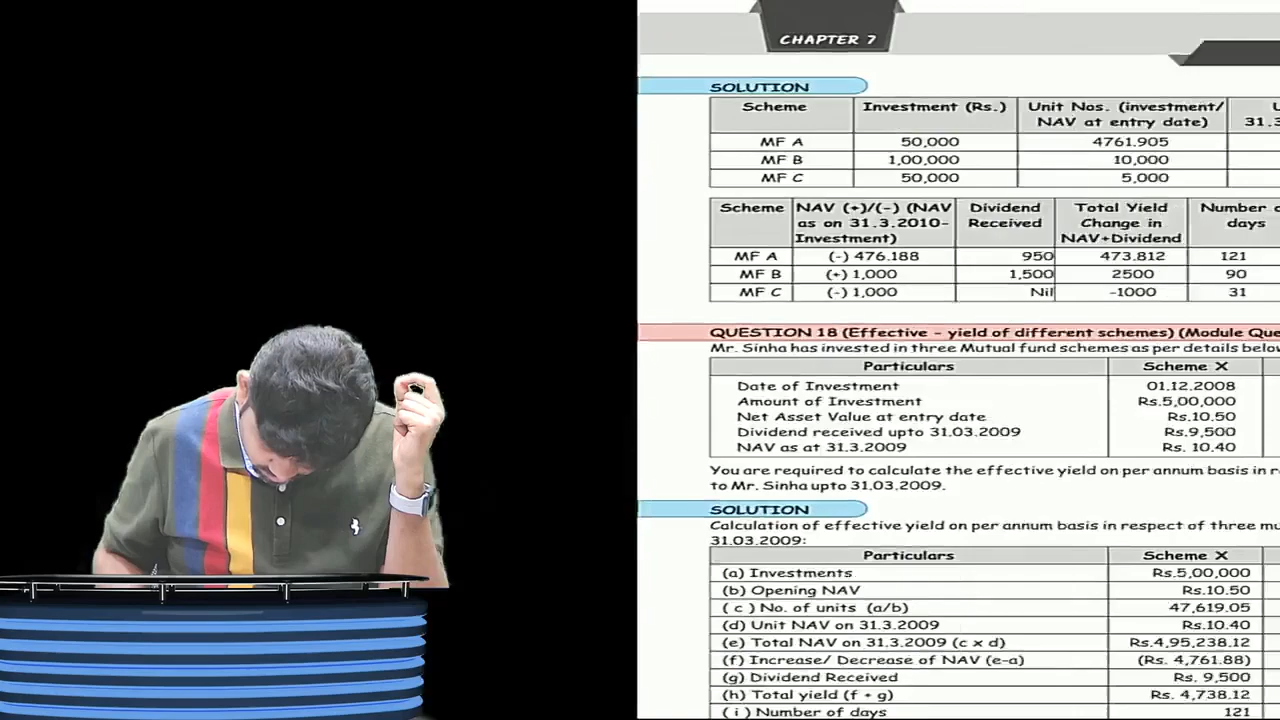 CHAPTER 7
SOLUTION
Scheme Investment (Rs.) Unit Nos. (investment/ NAV at entry date) 31.3
MF A 50,000 4761.905
MF B 1,00,000 10,000
MF C 50,000 5,000
Scheme NAV (+)/(-) (NAV as on 31.3.2010- Investment) Dividend Received Total Yield Change in NAV+Dividend Number days
MF A (-) 476.188 950 473.812 121
MF B (+) 1,000 1,500 2500 90
MF C (-) 1,000 Nil -1000 31
QUESTION 18 (Effective - yield of different schemes) (Module Que
Mr. Sinha has invested in three Mutual fund schemes as per details below
Particulars Scheme X
Date of Investment 01.12.2008
Amount of Investment Rs.5,00,000
Net Asset Value at entry date Rs.10.50
Dividend received upto 31.03.2009 Rs.9,500
NAV as at 31.3.2009 Rs. 10.40
You are required to calculate the effective yield on per annum basis in re
to Mr. Sinha upto 31.03.2009.
SOLUTION
Calculation of effective yield on per annum basis in respect of three mu
31.03.2009:
Particulars Scheme X
(a) Investments Rs.5,00,000
(b) Opening NAV Rs.10.50
( c ) No. of units (a/b) 47,619.05
(d) Unit NAV on 31.3.2009 Rs.10.40
(e) Total NAV on 31.3.2009 (c x d) Rs.4,95,238.12
(f) Increase/ Decrease of NAV (e-a) (Rs. 4,761.88)
(g) Dividend Received Rs. 9,500
(h) Total yield (f + g) Rs. 4,738.12
( i ) Number of days 121